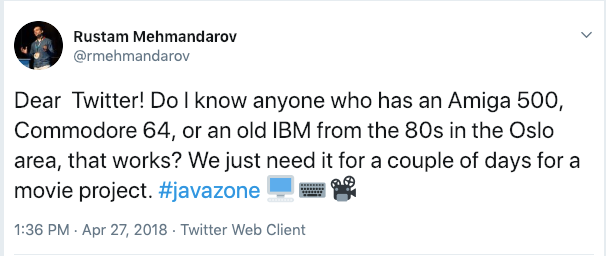 Rustam Mehmandarov
@rmehmandarov
Dear Twitter! Do I know anyone who has an Amiga 500,
Commodore 64, or an old IBM from the 80s in the Oslo
area, that works? We just need it for a couple of days for a
movie project. #javazone 🖥️⌨️🎥
1:36 PM · Apr 27, 2018 · Twitter Web Client